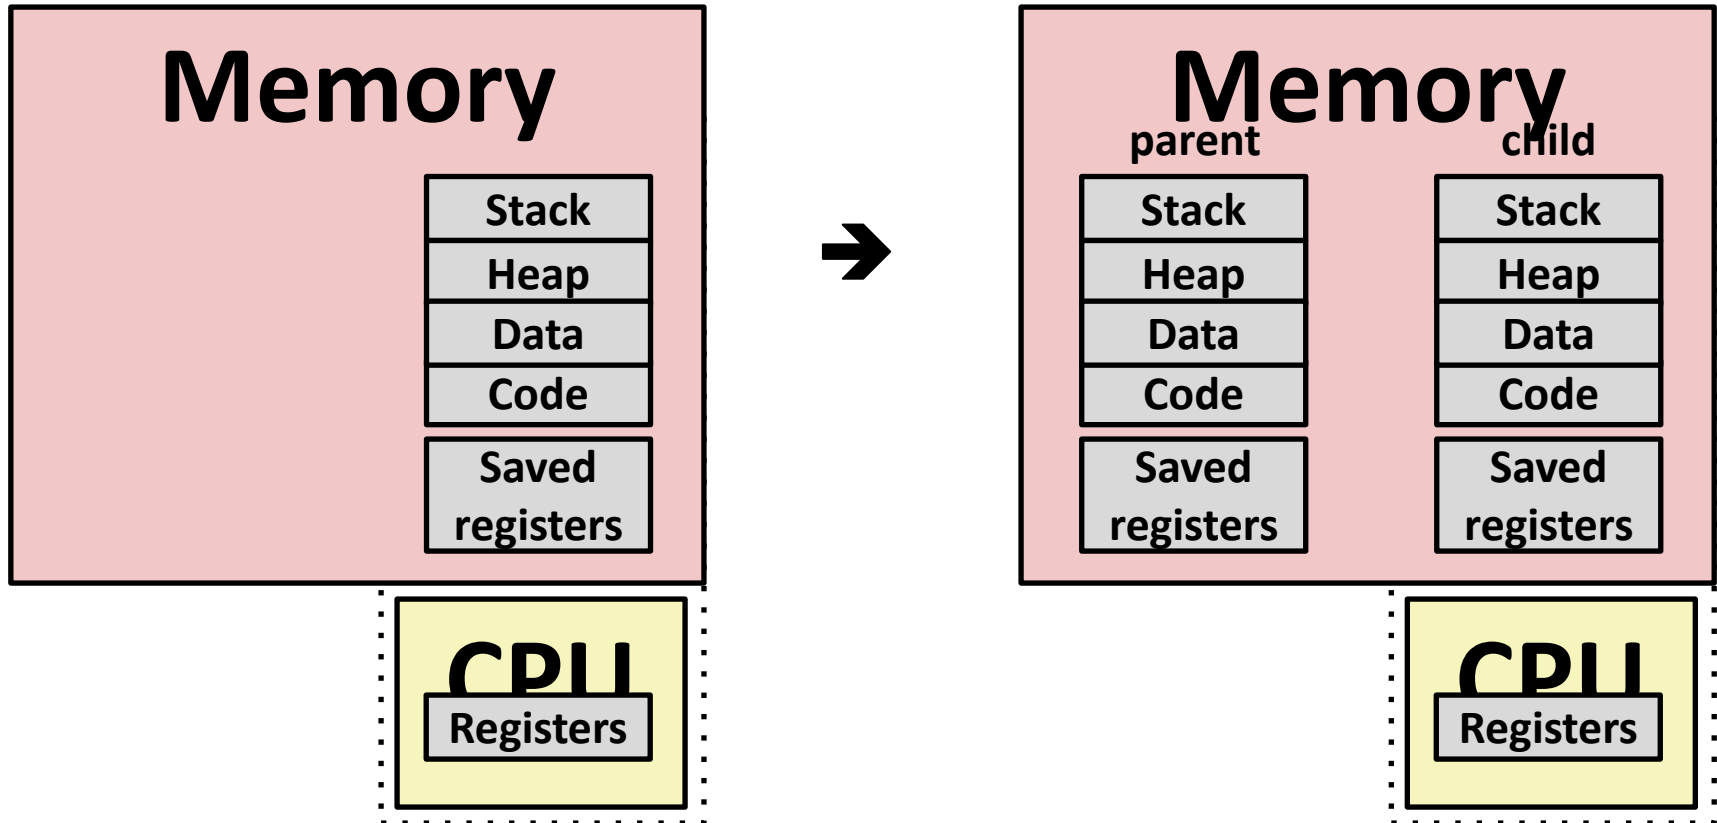 Memory
Stack
Heap
Data
Code
Saved
registers
CPU
Registers
➔
Memory
parent
child
Stack
Heap
Data
Code
Saved
registers
Stack
Heap
Data
Code
Saved
registers
CPU
Registers